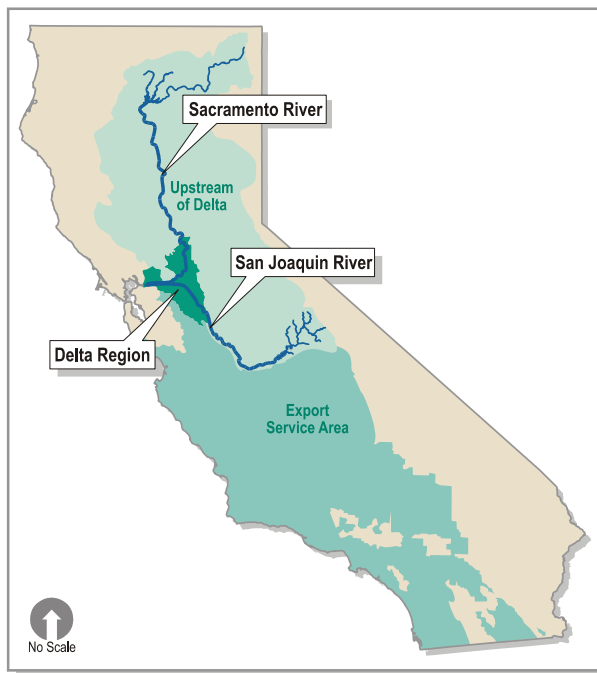 Sacramento River
Upstream
of Delta
San Joaquin River
Delta Region
Export
Service Area
No Scale